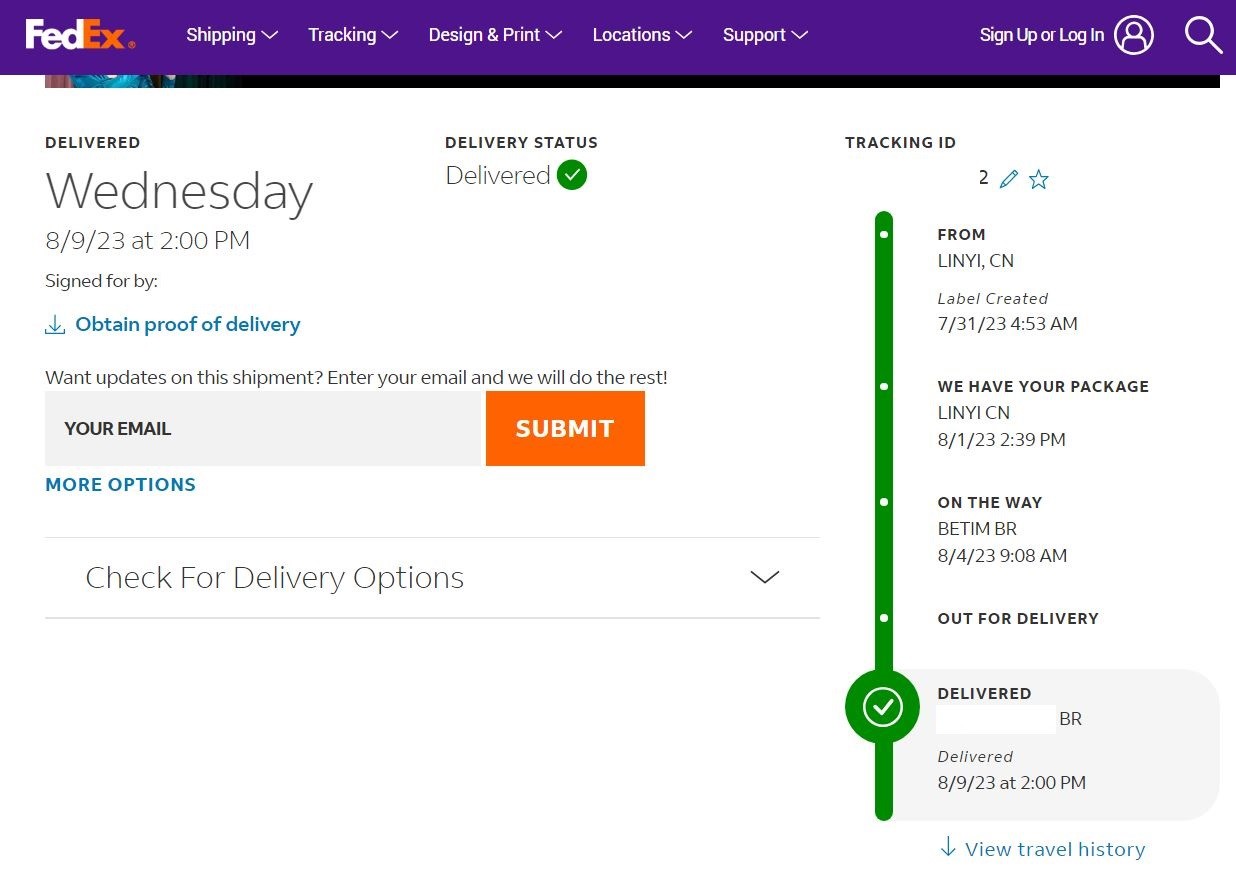 FedEx®
Shipping Tracking Design & Print Locations Support Sign Up or Log In
DELIVERED
Wednesday
8/9/23 at 2:00 PM
Signed for by:
Obtain proof of delivery
DELIVERY STATUS
Delivered
Want updates on this shipment? Enter your email and we will do the rest!
YOUR EMAIL
SUBMIT
MORE OPTIONS
Check For Delivery Options
TRACKING ID
2
FROM
LINYI, CN
Label Created
7/31/23 4:53 AM
WE HAVE YOUR PACKAGE
LINYI CN
8/1/23 2:39 PM
ON THE WAY
BETIM BR
8/4/23 9:08 AM
OUT FOR DELIVERY
DELIVERED
BR
Delivered
8/9/23 at 2:00 PM
View travel history